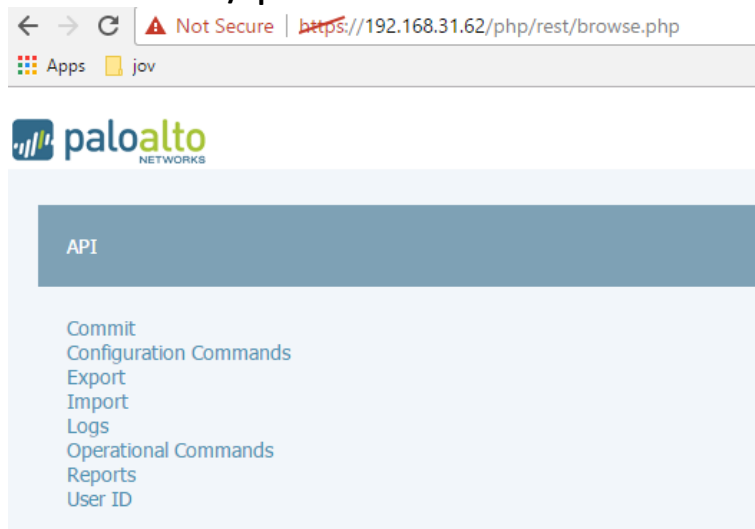 Not Secure | https://192.168.31.62/php/rest/browse.php
Apps jov
paloalto
NETWORKS
API
Commit
Configuration Commands
Export
Import
Logs
Operational Commands
Reports
User ID